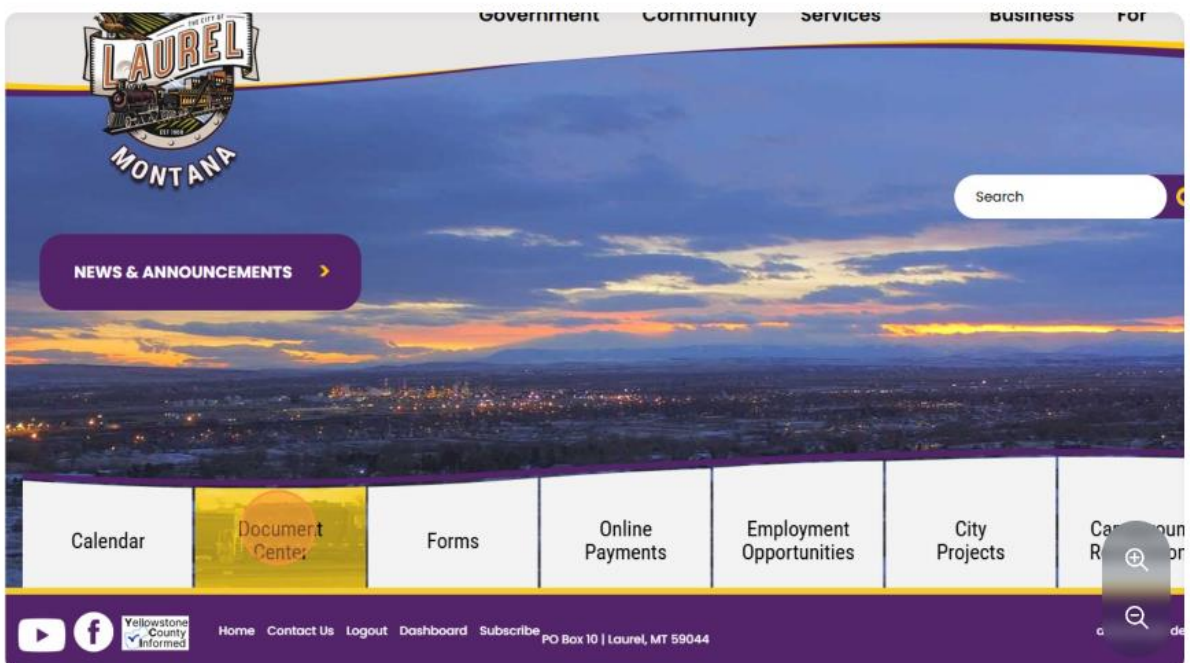 Government Community Services Business For
THE CITY OF
LAUREL
EST 1908
MONTANA
Search
NEWS & ANNOUNCEMENTS >
Calendar
Document
Center
Forms
Online
Payments
Employment
Opportunities
City
Projects
Yellowstone
County
Informed
Home Contact Us Logout Dashboard Subscribe
PO Box 10 | Laurel, MT 59044